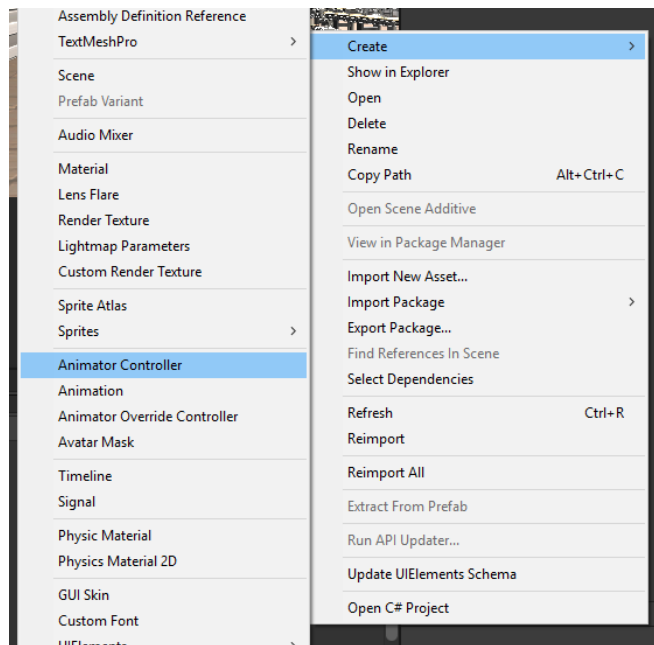 Assembly Definition Reference
TextMeshPro >
Scene
Prefab Variant
Audio Mixer
Material
Lens Flare
Render Texture
Lightmap Parameters
Custom Render Texture
Sprite Atlas
Sprites >
Animator Controller
Animation
Animator Override Controller
Avatar Mask
Timeline
Signal
Physic Material
Physics Material 2D
GUI Skin
Custom Font
UIElements >
Create >
Show in Explorer
Open
Delete
Rename
Copy Path Alt+Ctrl+C
Open Scene Additive
View in Package Manager
Import New Asset...
Import Package >
Export Package...
Find References In Scene
Select Dependencies
Refresh Ctrl+R
Reimport
Reimport All
Extract From Prefab
Run API Updater...
Update UIElements Schema
Open C# Project